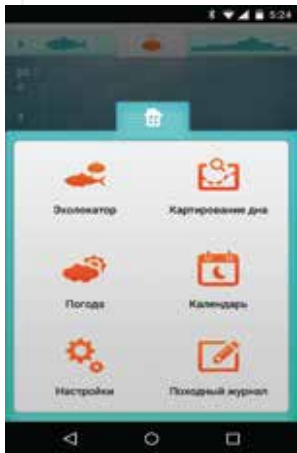 5:24
Эхолокатор
Картирование дна
Погода
Календарь
Настройки
Походный журнал